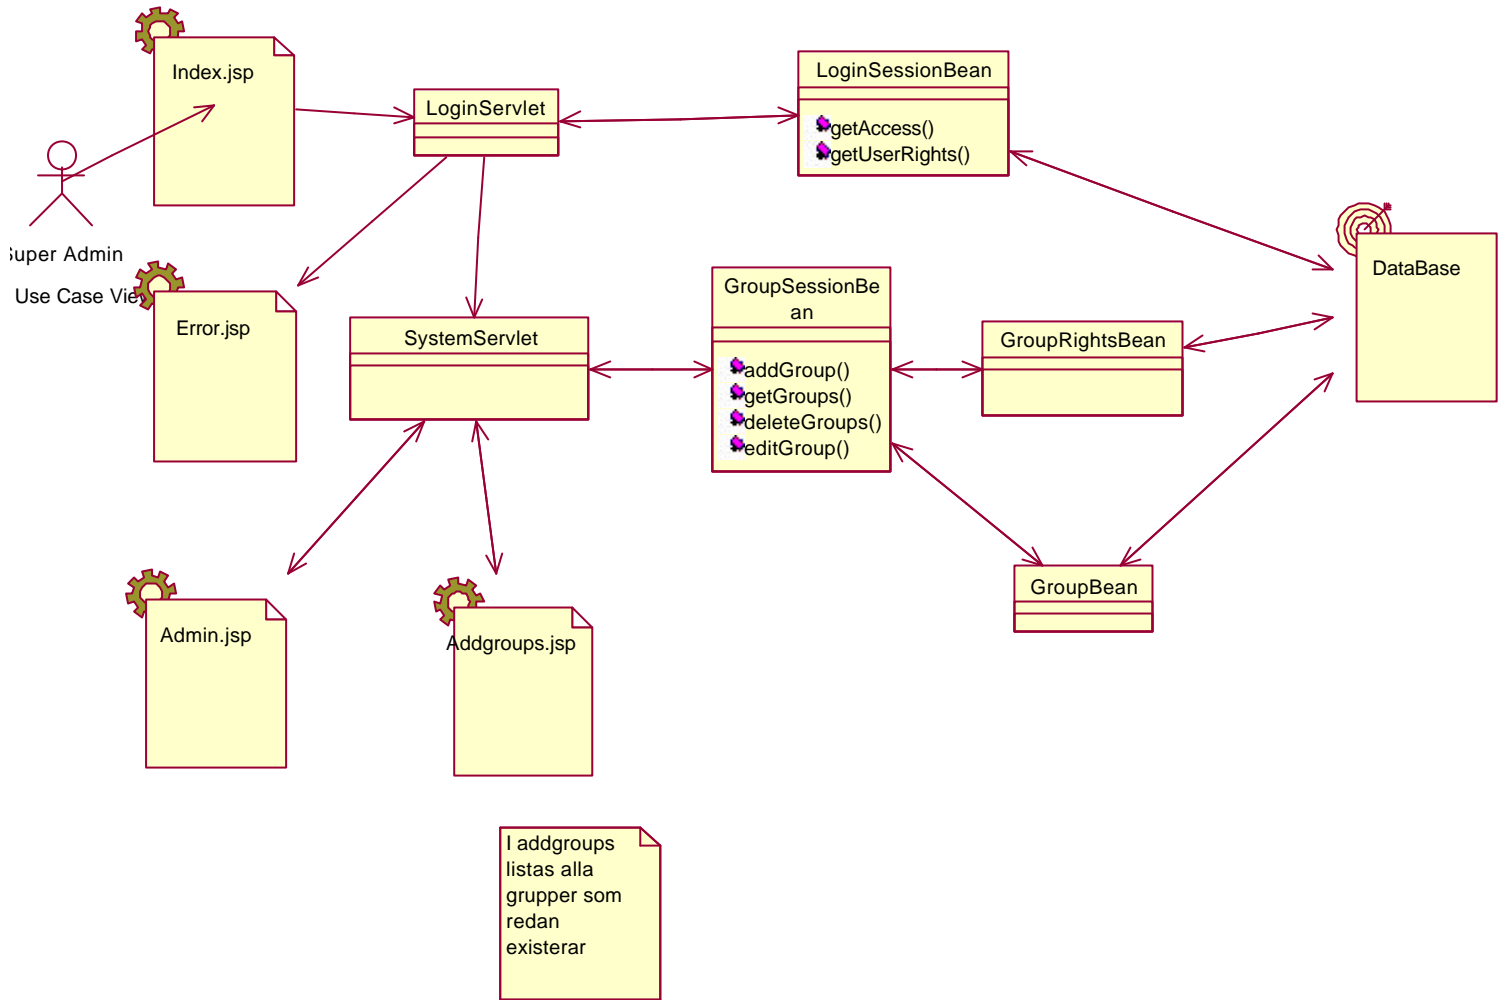 Index.jsp
LoginServlet
LoginSessionBean
getAccess()
getUserRights()
Super Admin
Use Case Vie
Error.jsp
SystemServlet
GroupSessionBe
an
addGroup()
getGroups()
deleteGroups()
editGroup()
GroupRightsBean
DataBase
GroupBean
Admin.jsp
Addgroups.jsp
I addgroups
listas alla
grupper som
redan
existerar